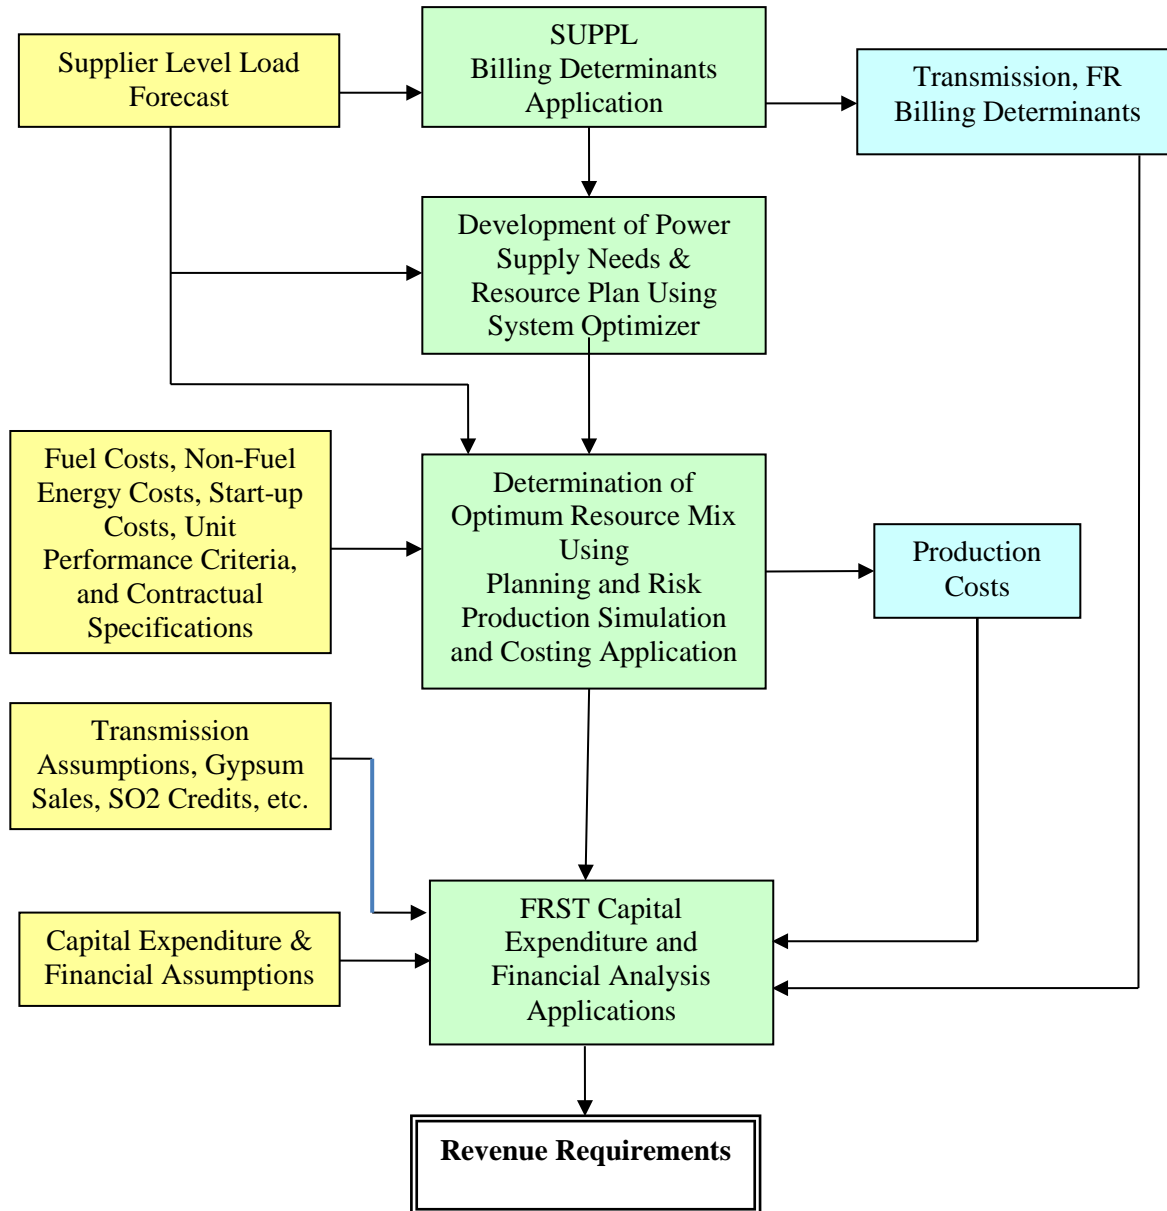 Supplier Level Load
Forecast
SUPPL
Billing Determinants
Application
Transmission, FR
Billing Determinants
Development of Power
Supply Needs &
Resource Plan Using
System Optimizer
Fuel Costs, Non-Fuel
Energy Costs, Start-up
Costs, Unit
Performance Criteria,
and Contractual
Specifications
Determination of
Optimum Resource Mix
Using
Planning and Risk
Production Simulation
and Costing Application
Production
Costs
Transmission
Assumptions, Gypsum
Sales, SO2 Credits, etc.
Capital Expenditure &
Financial Assumptions
FRST Capital
Expenditure and
Financial Analysis
Applications
Revenue Requirements